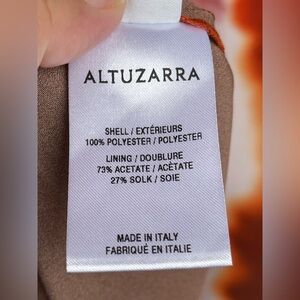 ALTUZARRA
SHELL / EXTÉRIEURS
100% POLYESTER / POLYESTER
LINING / DOUBLURE
73% ACETATE / ACÉTATE
27% SOLK / SOIE
MADE IN ITALY
FABRIQUÉ EN ITALIE